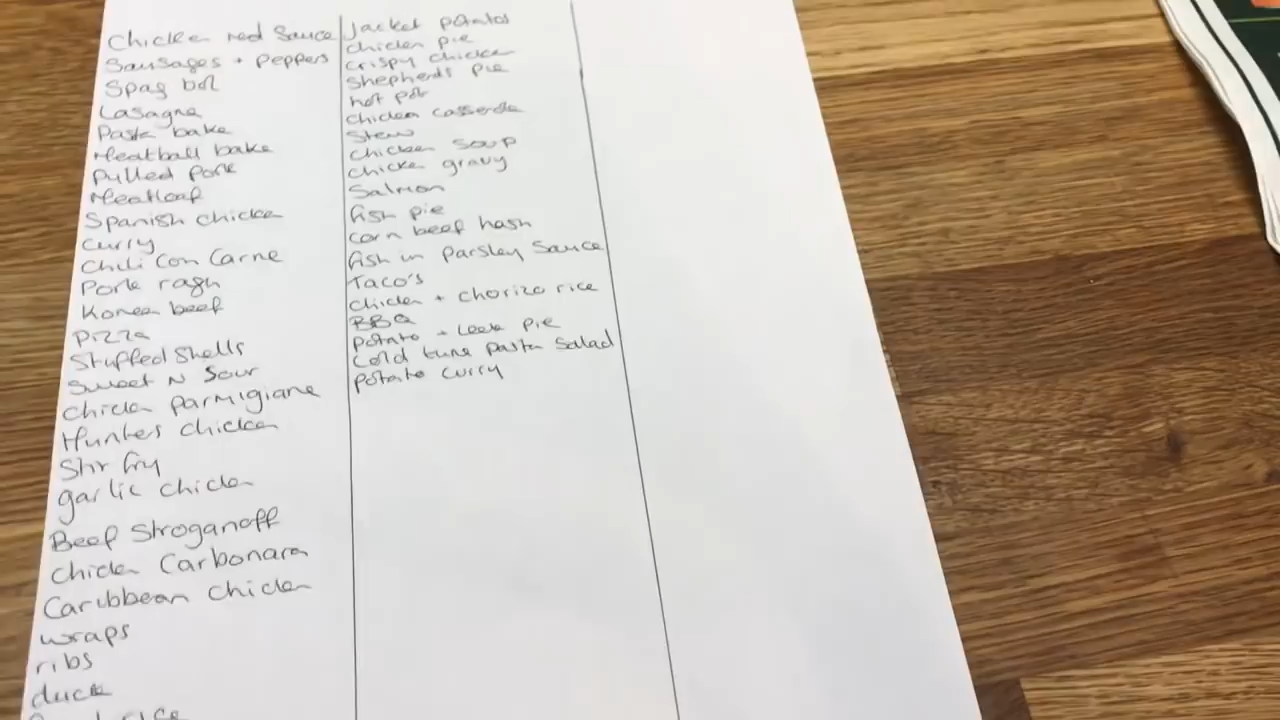 Chicken red sauce
Sausages + peppers
Spag bol
Lasagne
Pasta bake
Meatball bake
Pulled pork
Meatloaf
Spanish chicken
Curry
Chili Con Carne
Pork ragu
Korean beef
Pizza
Stuffed Shells
Sweet N Sour
Chicken parmigiane
Hunters chicken
Stir fry
garlic chicken
Beef Stroganoff
Chicken Carbonara
Caribbean chicken
wraps
ribs
duck
rice
Jacket potatos
chicken pie
crispy chicken
Shepherds pie
hot pot
chicken casserole
Stew
chicken soup
chicken gravy
Salmon
fish pie
corn beef hash
fish in parsley sauce
Taco's
chicken + chorizo rice
BBQ
potato + leek pie
Cold tuna pasta salad
potato curry